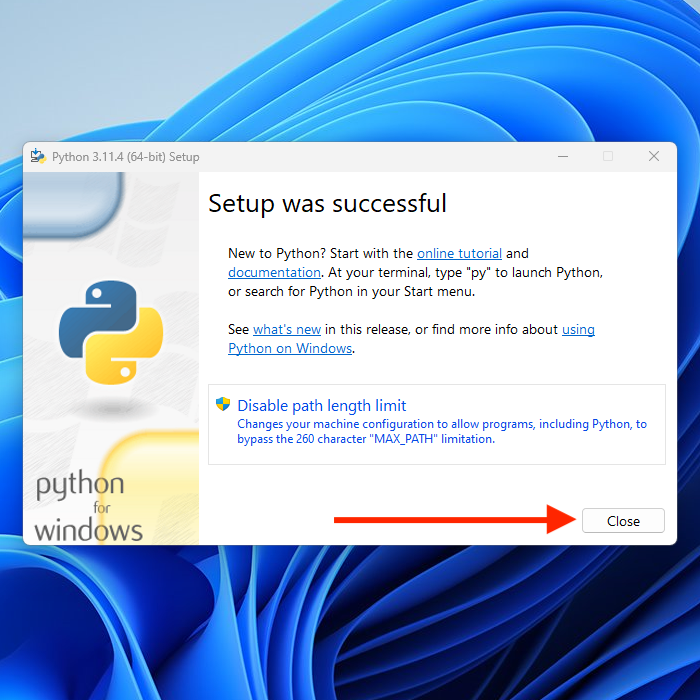 Python 3.11.4 (64-bit) Setup
Setup was successful
New to Python? Start with the online tutorial and
documentation. At your terminal, type "py" to launch Python,
or search for Python in your Start menu.
See what's new in this release, or find more info about using
Python on Windows.
Disable path length limit
Changes your machine configuration to allow programs, including Python, to
bypass the 260 character "MAX_PATH" limitation.
python
for
windows
Close